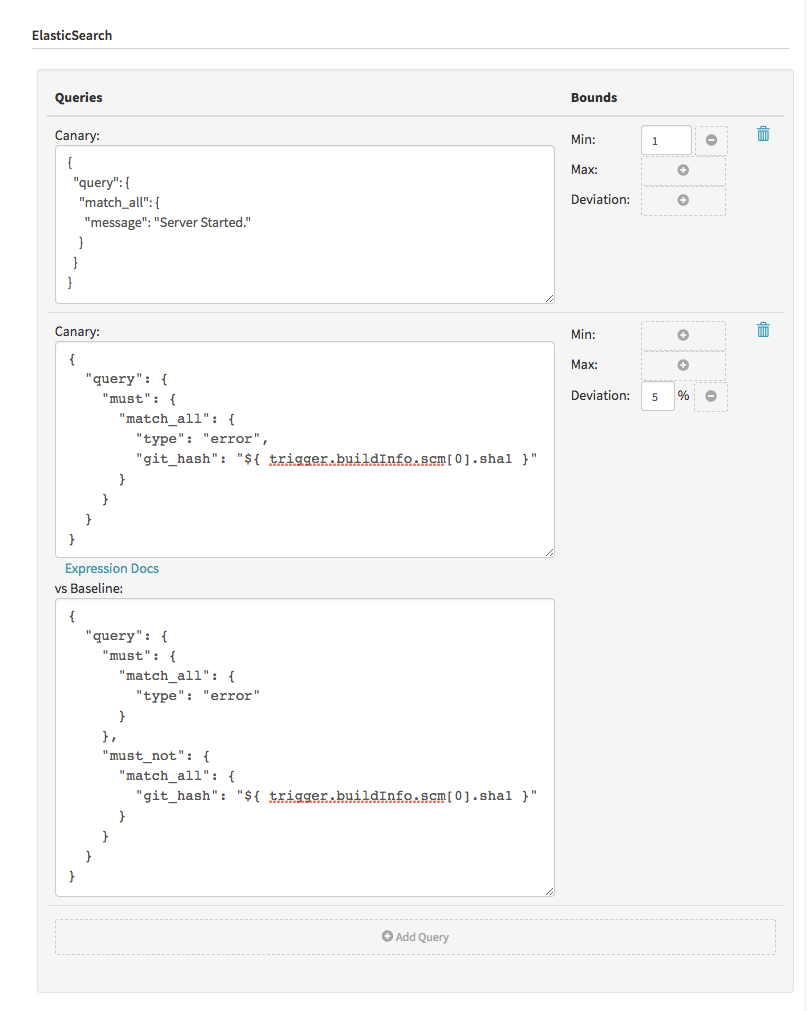 ElasticSearch
Queries
Bounds
Canary:
{
"query": {
"match_all": {
"message": "Server Started."
}
}
}
Min:
1
Max:
Deviation:
Canary:
{
"query": {
"must": {
"match_all": {
"type": "error",
"git_hash": "${ trigger.buildInfo.scm[0].sha1 }"
}
}
}
}
Min:
Max:
Deviation:
5 %
Expression Docs
vs Baseline:
{
"query": {
"must": {
"match_all": {
"type": "error"
}
},
"must_not": {
"match_all": {
"git_hash": "${ trigger.buildInfo.scm[0].sha1 }"
}
}
}
}
Add Query